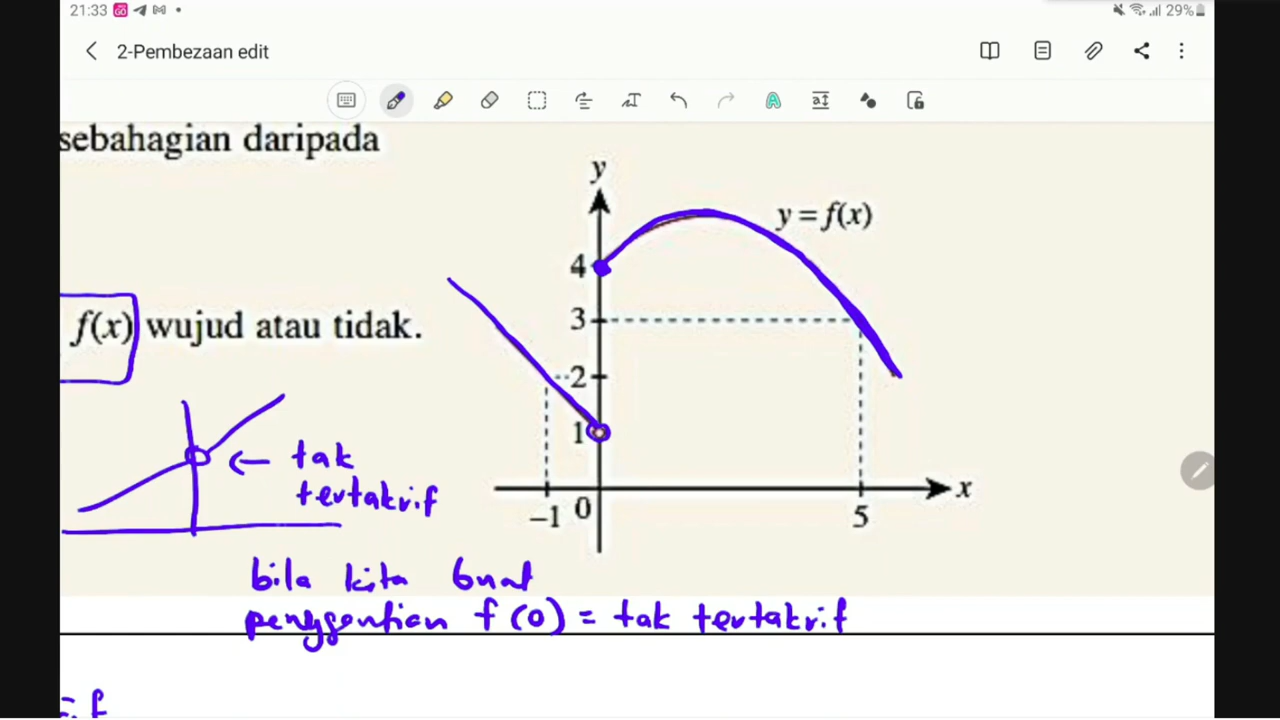 21:33 GO 29%
2-Pembezaan edit
sebahagian daripada
y
y = f(x)
4
3
f(x) wujud atau tidak.
2
1
tak
tertakrif
x
–1 0 5
bila kita buat
penggantian f(0) = tak tertakrif